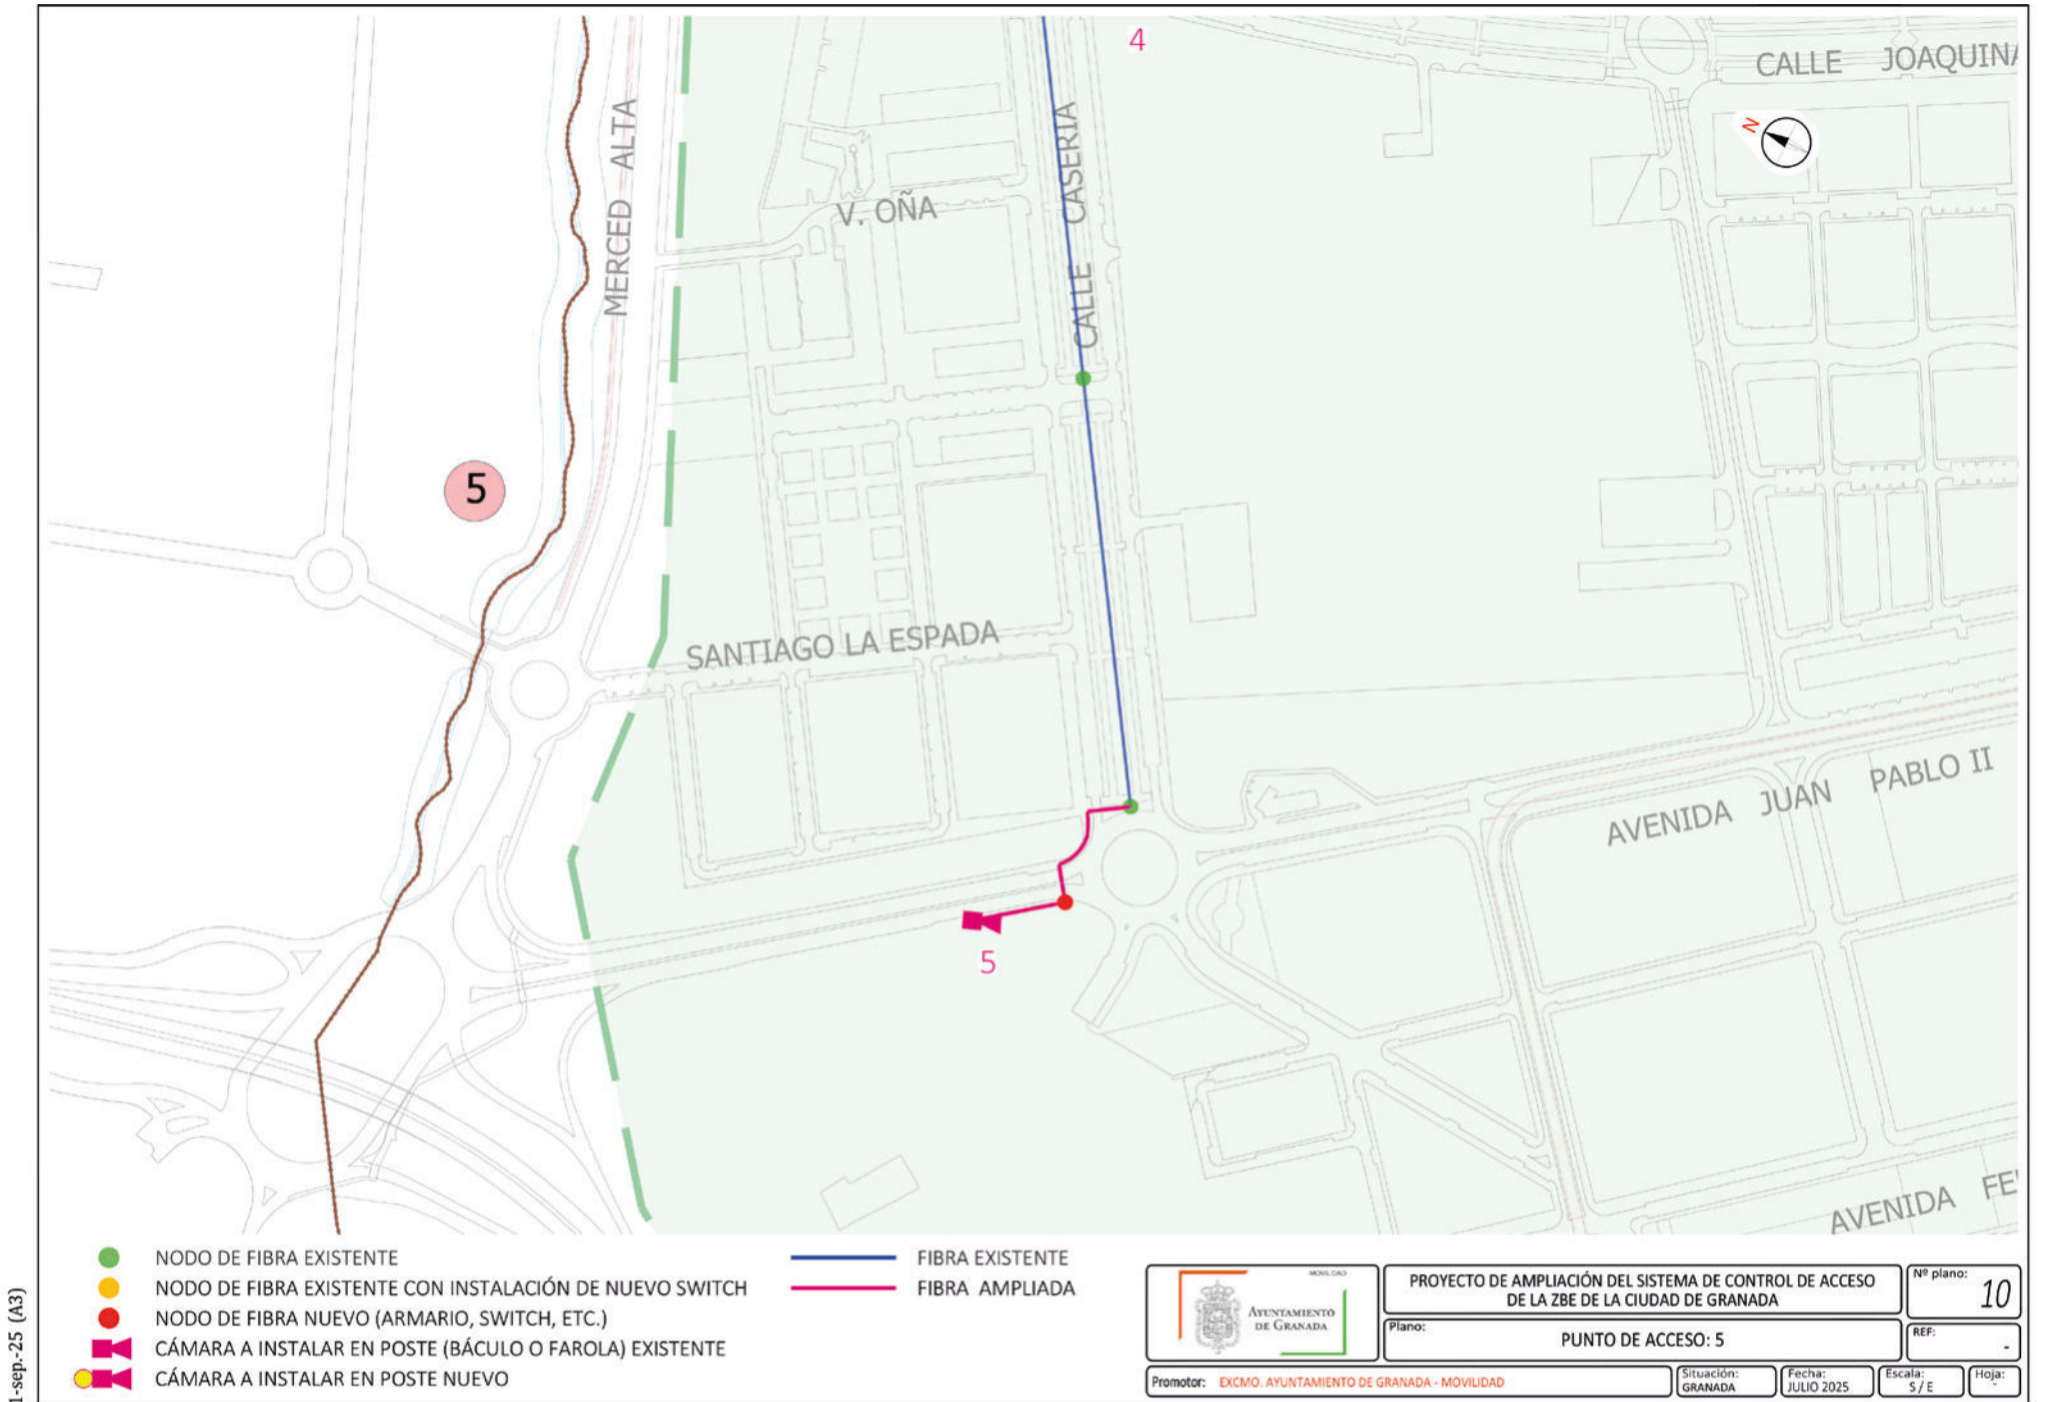 4
CALLE JOAQUINA
N
MERCED ALTA
V. OÑA
CALLE CASERIA
5
SANTIAGO LA ESPADA
AVENIDA JUAN PABLO II
5
AVENIDA FE
NODO DE FIBRA EXISTENTE
NODO DE FIBRA EXISTENTE CON INSTALACIÓN DE NUEVO SWITCH
NODO DE FIBRA NUEVO (ARMARIO, SWITCH, ETC.)
CÁMARA A INSTALAR EN POSTE (BÁCULO O FAROLA) EXISTENTE
CÁMARA A INSTALAR EN POSTE NUEVO
FIBRA EXISTENTE
FIBRA AMPLIADA
MOVILIDAD
AYUNTAMIENTO
DE GRANADA
PROYECTO DE AMPLIACIÓN DEL SISTEMA DE CONTROL DE ACCESO
DE LA ZBE DE LA CIUDAD DE GRANADA
Nº plano:
10
Plano:
PUNTO DE ACCESO: 5
REF:
-
Promotor: EXCMO. AYUNTAMIENTO DE GRANADA - MOVILIDAD
Situación:
GRANADA
Fecha:
JULIO 2025
Escala:
S / E
Hoja:
-
1-sep.-25 (A3)